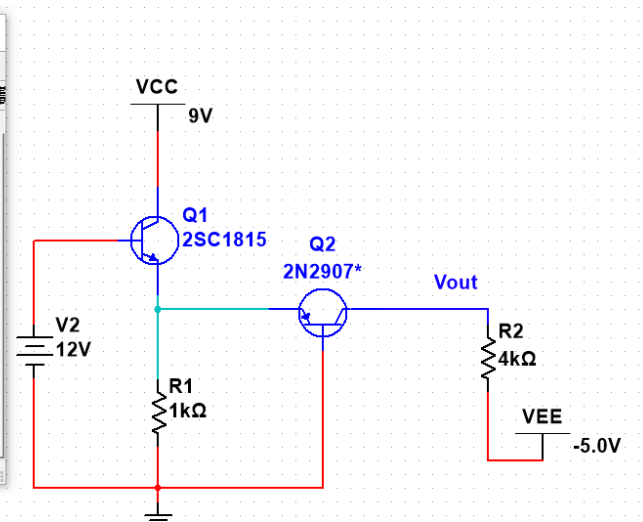 VCC
9V
Q1
2SC1815
Q2
2N2907*
Vout
V2
12V
R2
4kΩ
R1
1kΩ
VEE
-5.0V